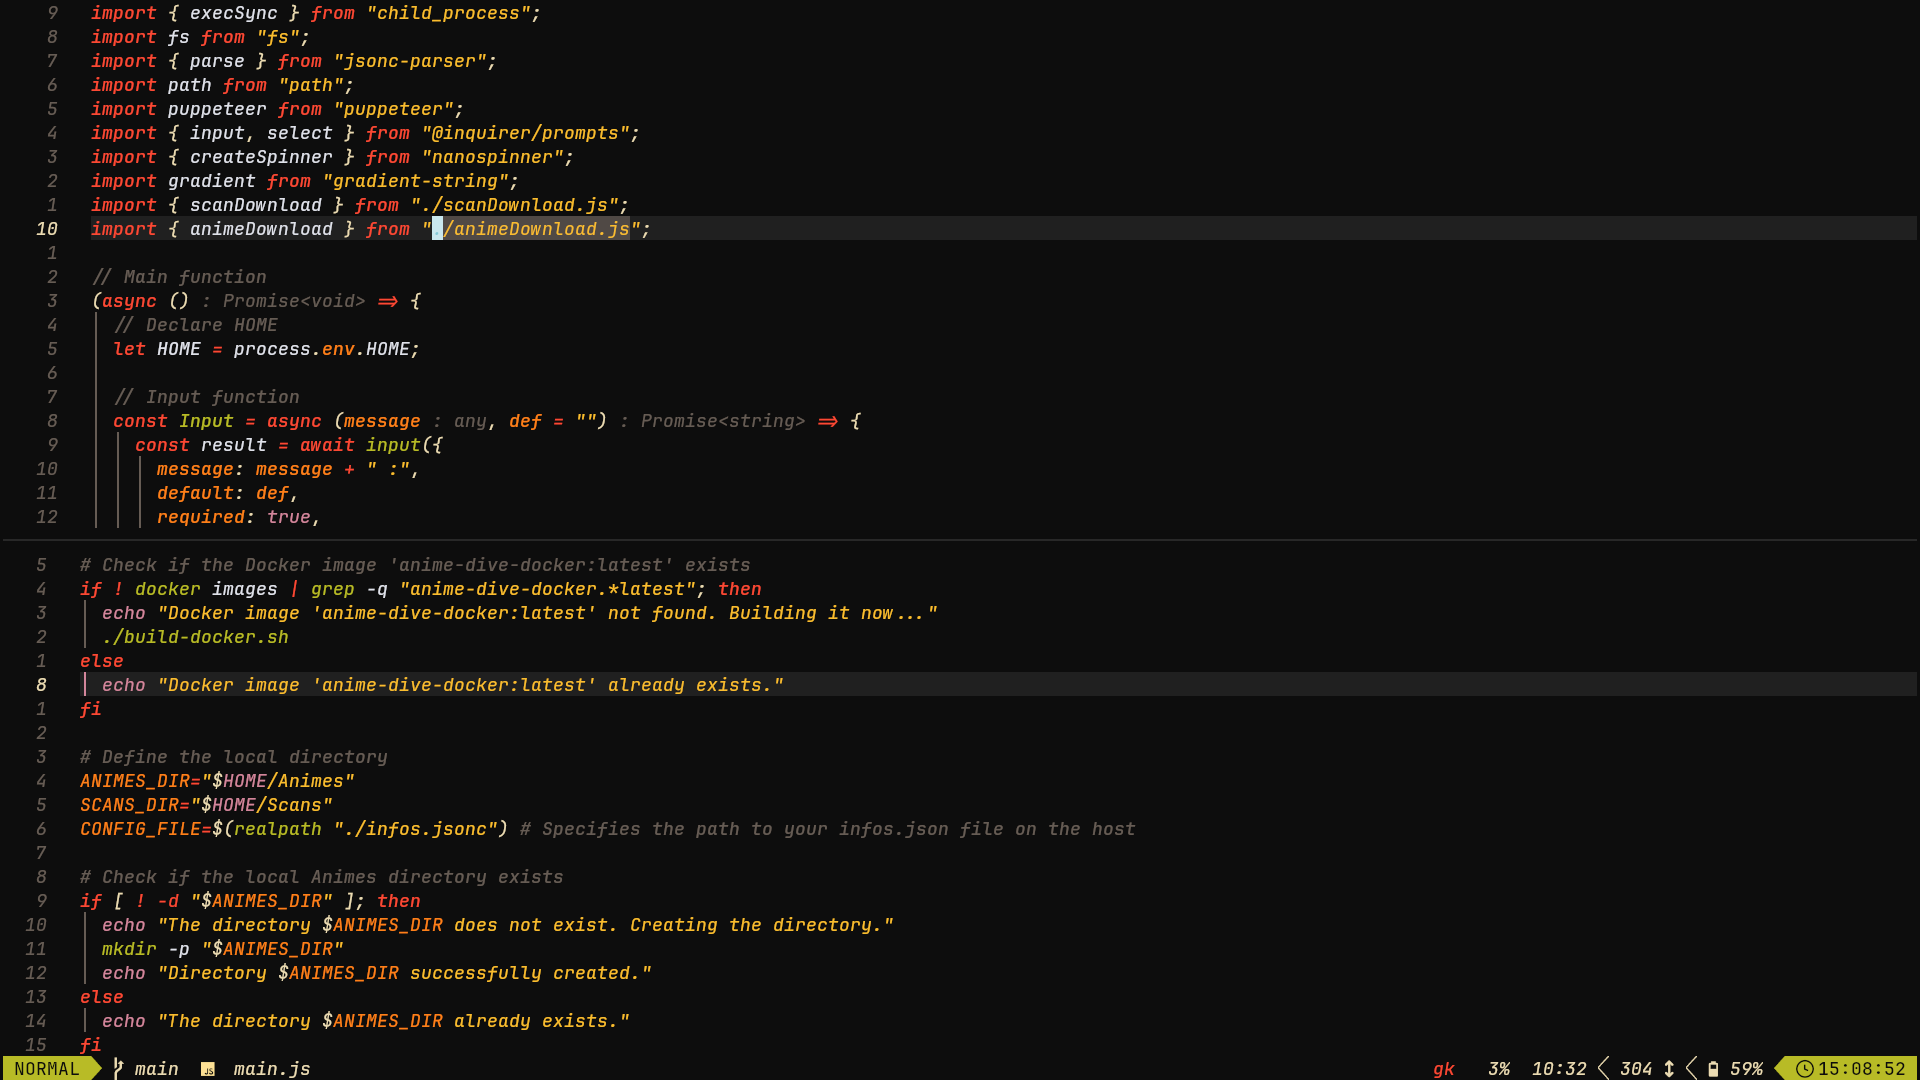 9 import { execSync } from "child_process";
8 import fs from "fs";
7 import { parse } from "jsonc-parser";
6 import path from "path";
5 import puppeteer from "puppeteer";
4 import { input, select } from "@inquirer/prompts";
3 import { createSpinner } from "nanospinner";
2 import gradient from "gradient-string";
1 import { scanDownload } from "./scanDownload.js";
10 import { animeDownload } from "./animeDownload.js";
1
2 // Main function
3 (async () : Promise<void> => {
4 // Declare HOME
5 let HOME = process.env.HOME;
6
7 // Input function
8 const Input = async (message : any, def = "") : Promise<string> => {
9 const result = await input({
10 message: message + " :",
11 default: def,
12 required: true,
5 # Check if the Docker image 'anime-dive-docker:latest' exists
4 if ! docker images | grep -q "anime-dive-docker.*latest"; then
3 echo "Docker image 'anime-dive-docker:latest' not found. Building it now..."
2 ./build-docker.sh
1 else
8 echo "Docker image 'anime-dive-docker:latest' already exists."
1 fi
2
3 # Define the local directory
4 ANIMES_DIR="$HOME/Animes"
5 SCANS_DIR="$HOME/Scans"
6 CONFIG_FILE=$(realpath "./infos.jsonc") # Specifies the path to your infos.json file on the host
7
8 # Check if the local Animes directory exists
9 if [ ! -d "$ANIMES_DIR" ]; then
10 echo "The directory $ANIMES_DIR does not exist. Creating the directory."
11 mkdir -p "$ANIMES_DIR"
12 echo "Directory $ANIMES_DIR successfully created."
13 else
14 echo "The directory $ANIMES_DIR already exists."
15 fi
NORMAL main JS main.js gk 3% 10:32 304 59% 15:08:52